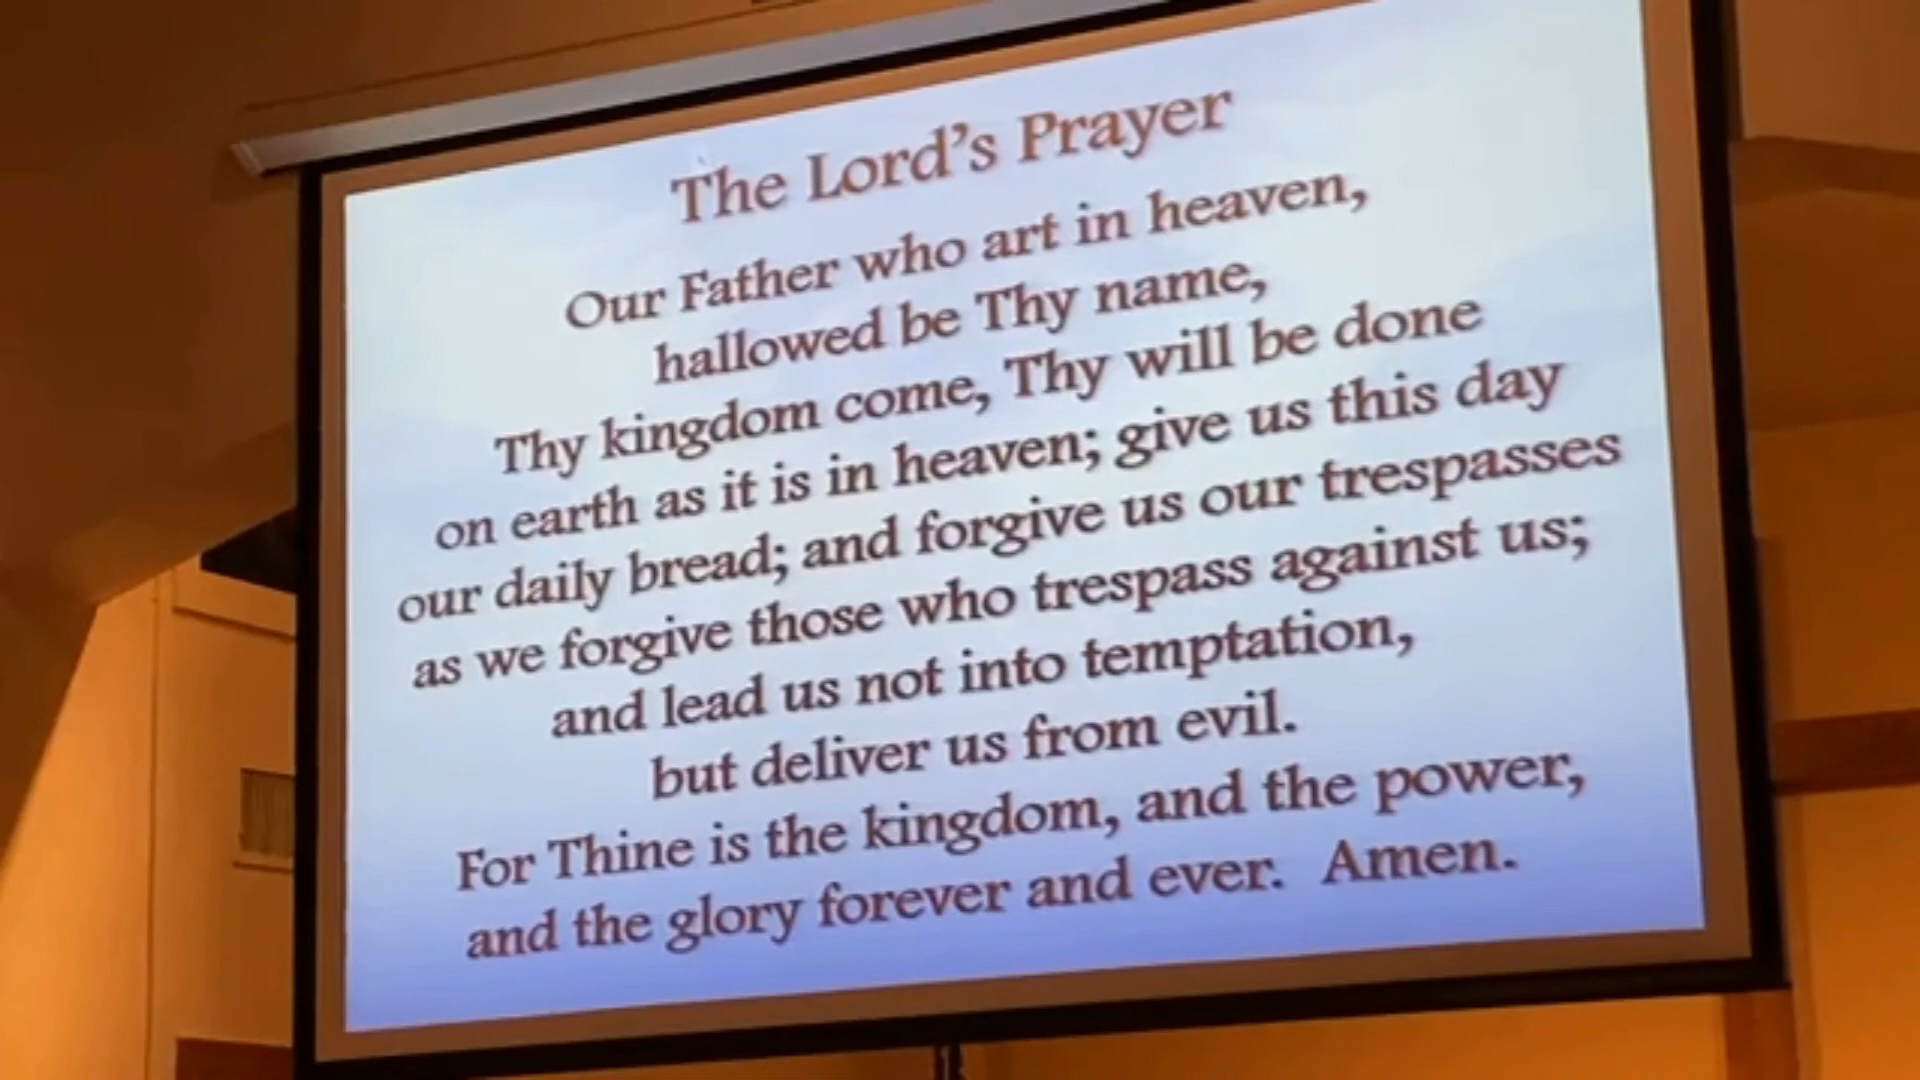 The Lord's Prayer
Our Father who art in heaven,
hallowed be Thy name,
Thy kingdom come, Thy will be done
on earth as it is in heaven; give us this day
our daily bread; and forgive us our trespasses
as we forgive those who trespass against us;
and lead us not into temptation,
but deliver us from evil.
For Thine is the kingdom, and the power,
and the glory forever and ever. Amen.